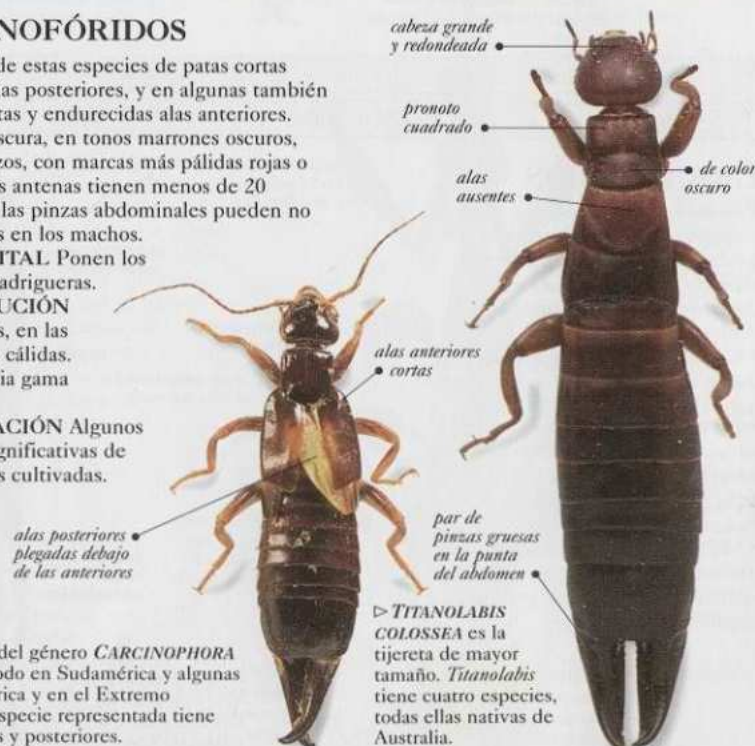 NOFÓRIDOS
de estas especies de patas cortas
as posteriores, y en algunas también
tas y endurecidas alas anteriores.
scura, en tonos marrones oscuros,
zos, con marcas más pálidas rojas o
s antenas tienen menos de 20
las pinzas abdominales pueden no
s en los machos.
ITAL Ponen los
adrigueras.
UCIÓN
s, en las
cálidas.
ia gama
ACIÓN Algunos
gnificativas de
s cultivadas.
cabeza grande
y redondeada
pronoto
cuadrado
alas
ausentes
de color
oscuro
alas anteriores
cortas
alas posteriores
plegadas debajo
de las anteriores
par de
pinzas gruesas
en la punta
del abdomen
del género CARCINOPHORA
odo en Sudamérica y algunas
rica y en el Extremo
specie representada tiene
s y posteriores.
▷ TITANOLABIS
COLOSSEA es la
tijereta de mayor
tamaño. Titanolabis
tiene cuatro especies,
todas ellas nativas de
Australia.